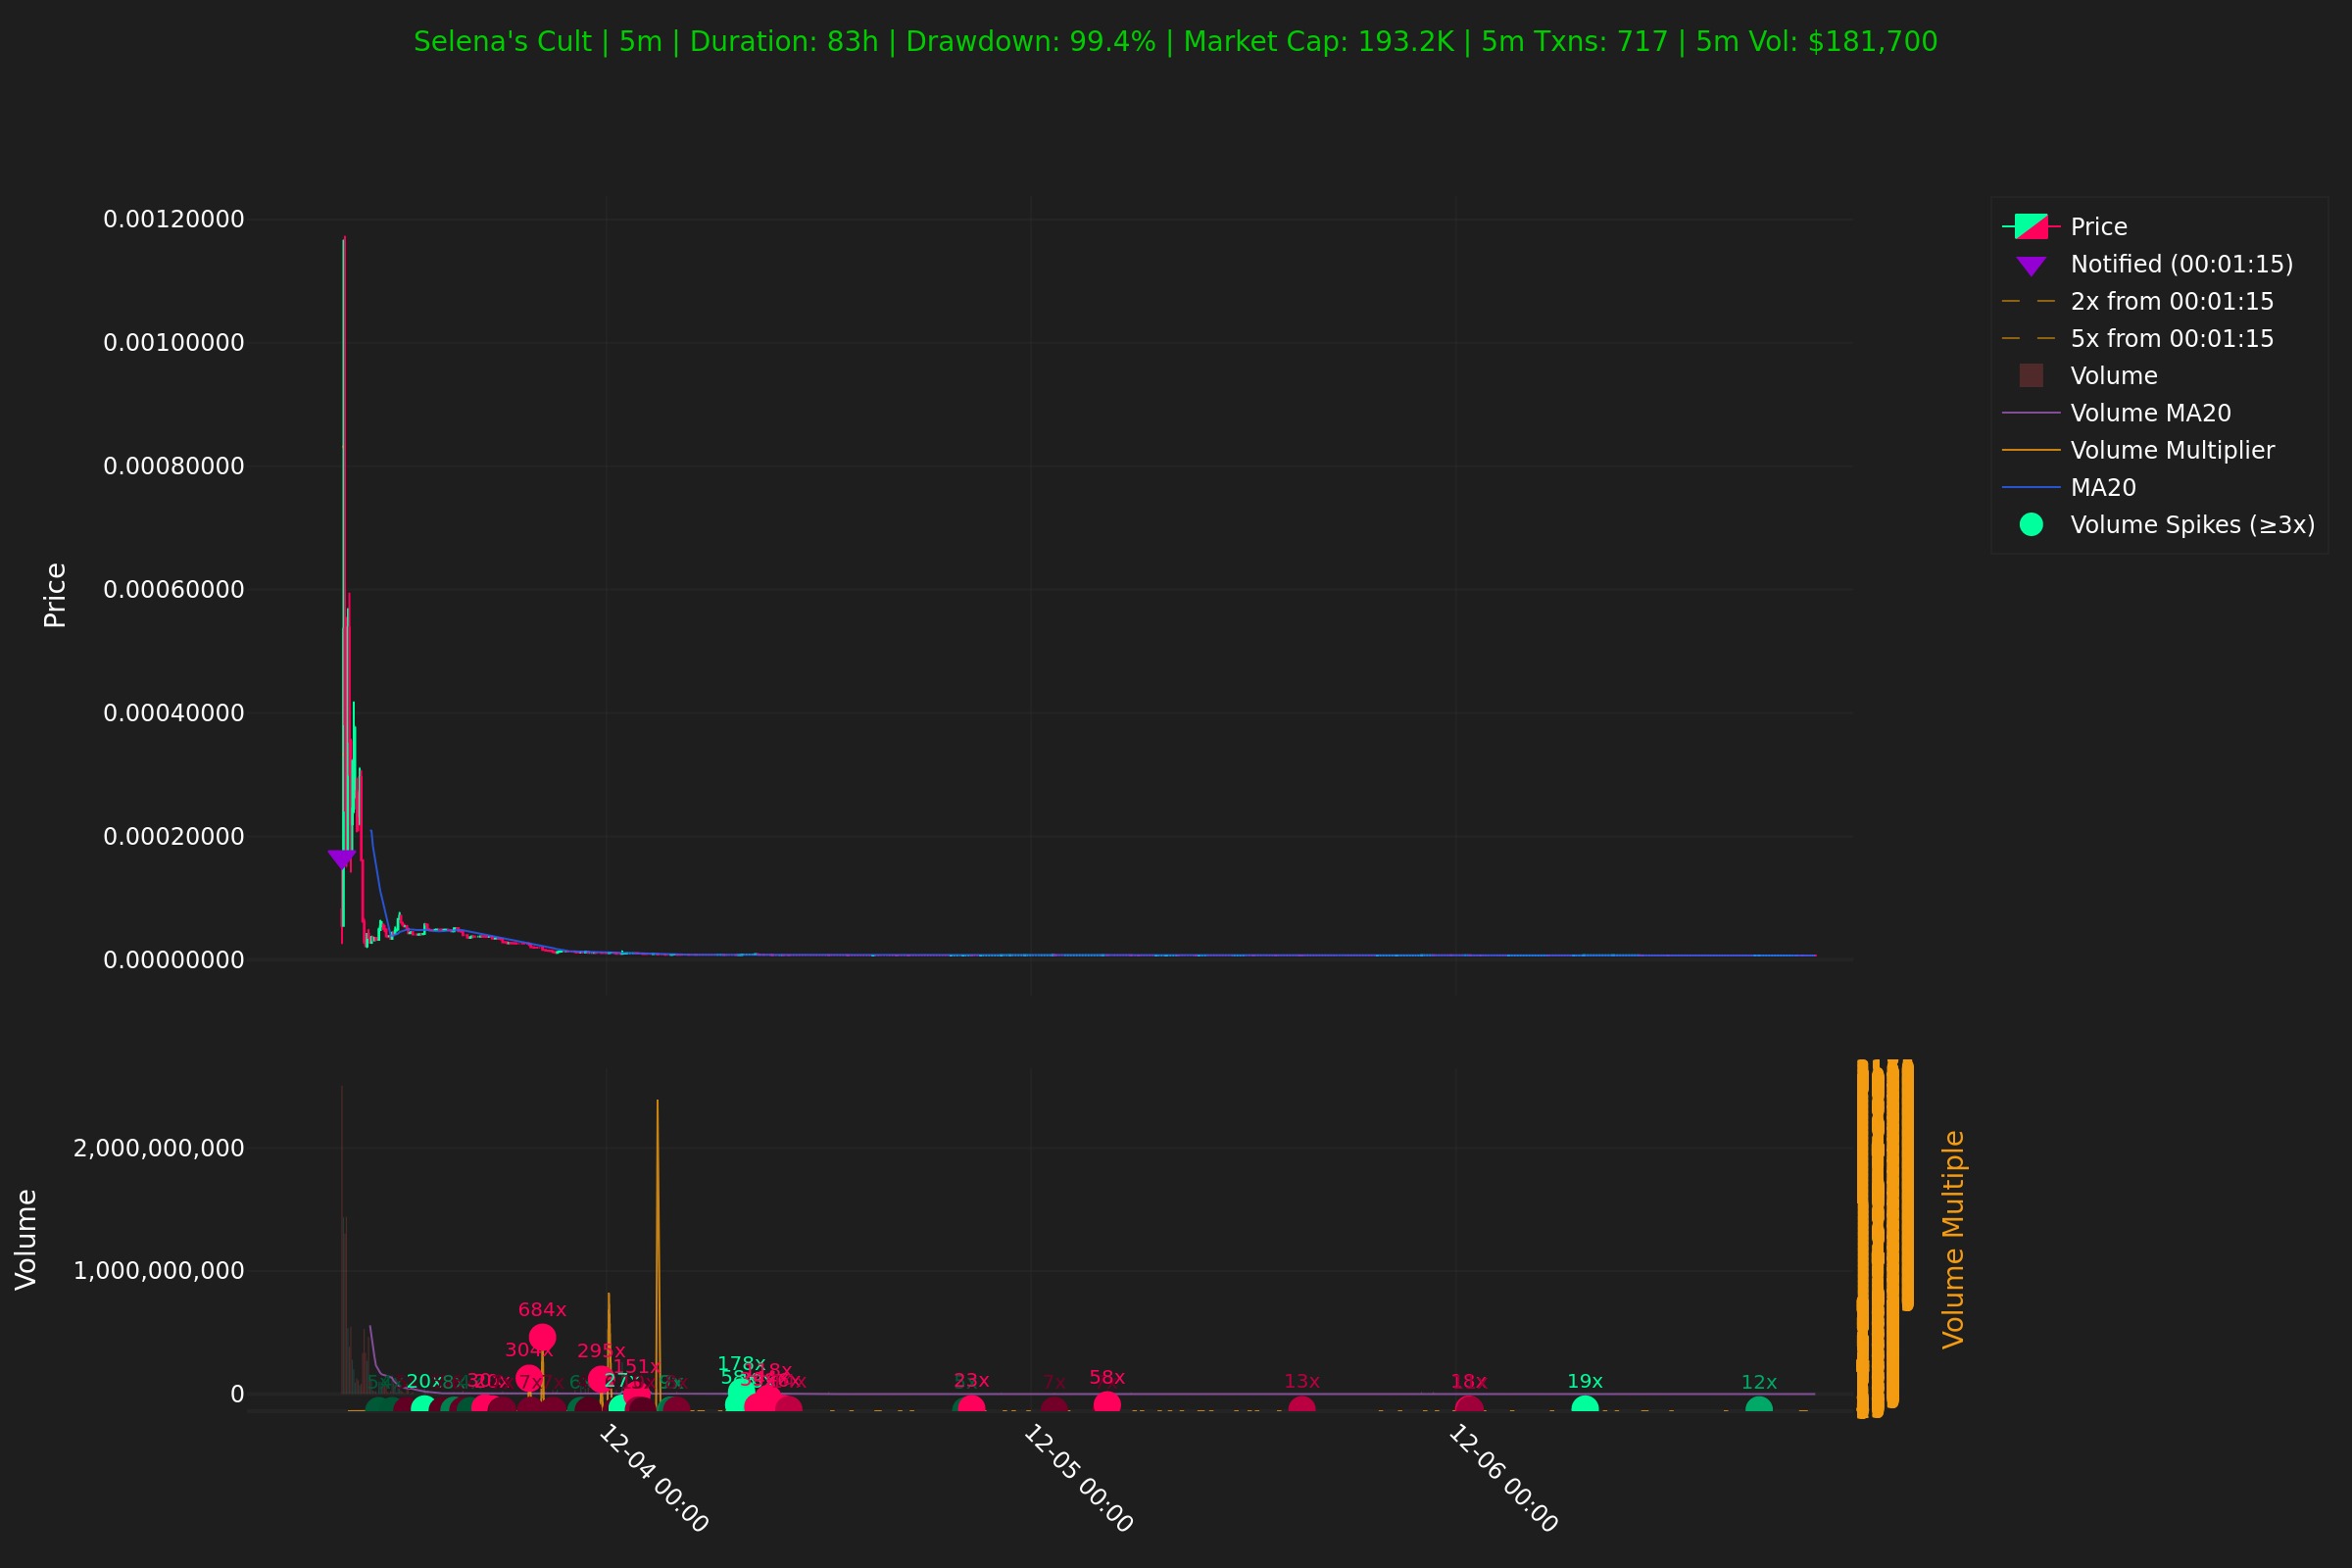 Selena's Cult | 5m | Duration: 83h | Drawdown: 99.4% | Market Cap: 193.2K | 5m Txns: 717 | 5m Vol: $181,700
0.00120000
0.00100000
0.00080000
0.00060000
0.00040000
0.00020000
0.00000000
Price
Price
Notified (00:01:15)
2x from 00:01:15
5x from 00:01:15
Volume
Volume MA20
Volume Multiplier
MA20
Volume Spikes (≥3x)
2,000,000,000
1,000,000,000
0
Volume
Volume Multiple
684x
304x
295x
151x
178x
20x
30x
7x
27x
23x
7x
58x
13x
18x
19x
12x
12-04 00:00
12-05 00:00
12-06 00:00